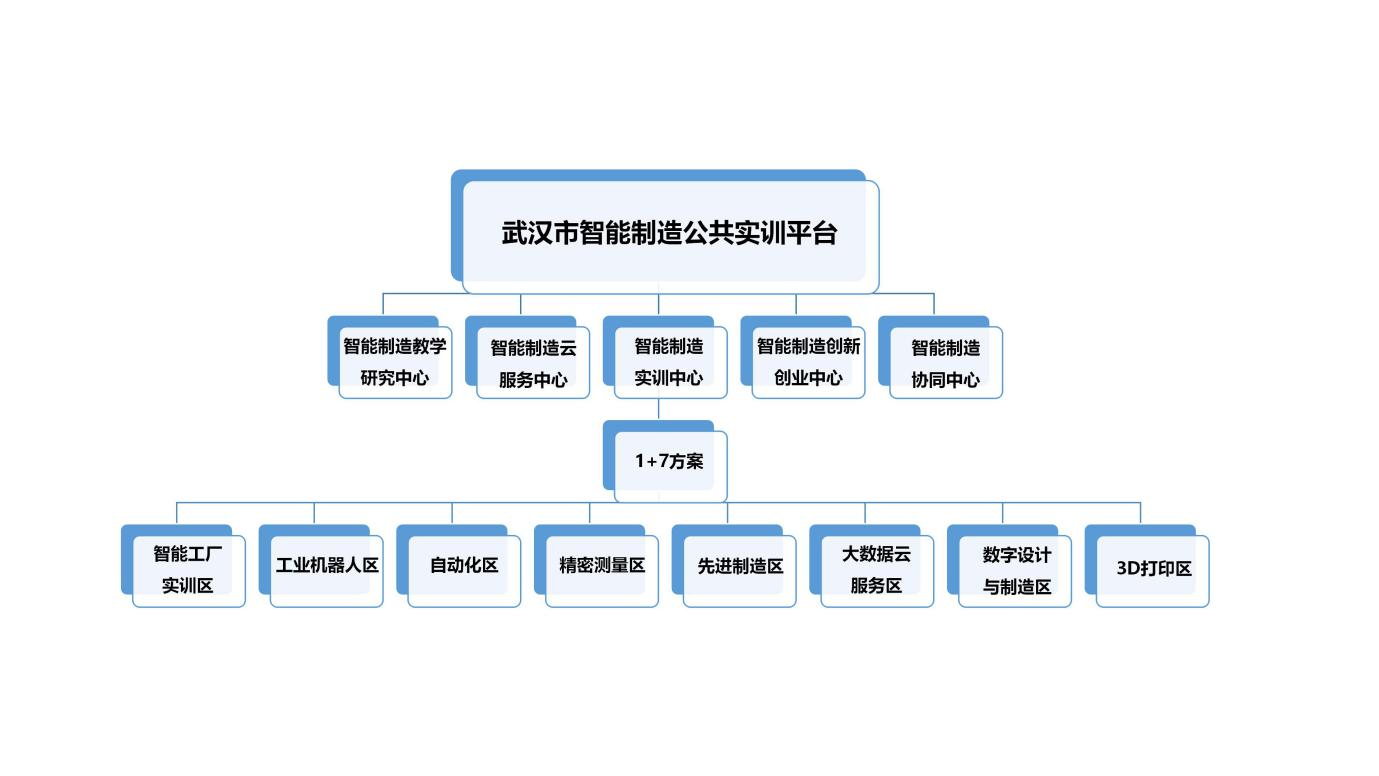 武汉市智能制造公共实训平台
智能制造教学
研究中心
智能制造云
服务中心
智能制造
实训中心
智能制造创新
创业中心
智能制造
协同中心
1+7方案
智能工厂
实训区
工业机器人区
自动化区
精密测量区
先进制造区
大数据云
服务区
数字设计
与制造区
3D打印区